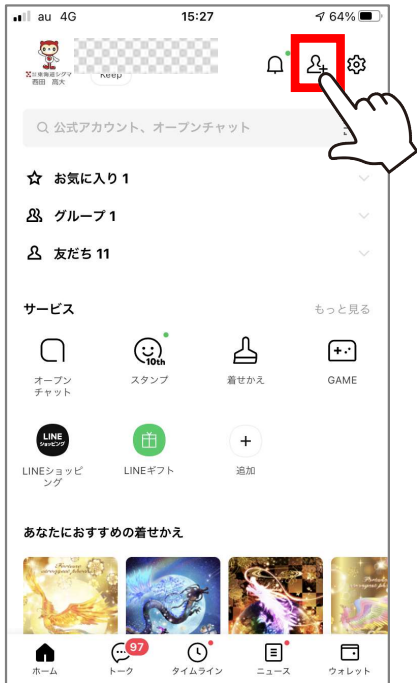 au 4G 15:27 64%
㈱東海道シグマ
西田 高大
Keep
公式アカウント、オープンチャット
お気に入り 1
グループ 1
友だち 11
サービス
もっと見る
オープン
チャット
スタンプ
着せかえ
GAME
10th
LINE
ショッピング
LINEショッピ
ング
LINEギフト
追加
あなたにおすすめの着せかえ
Fortune
97
ホーム
トーク
タイムライン
ニュース
ウォレット